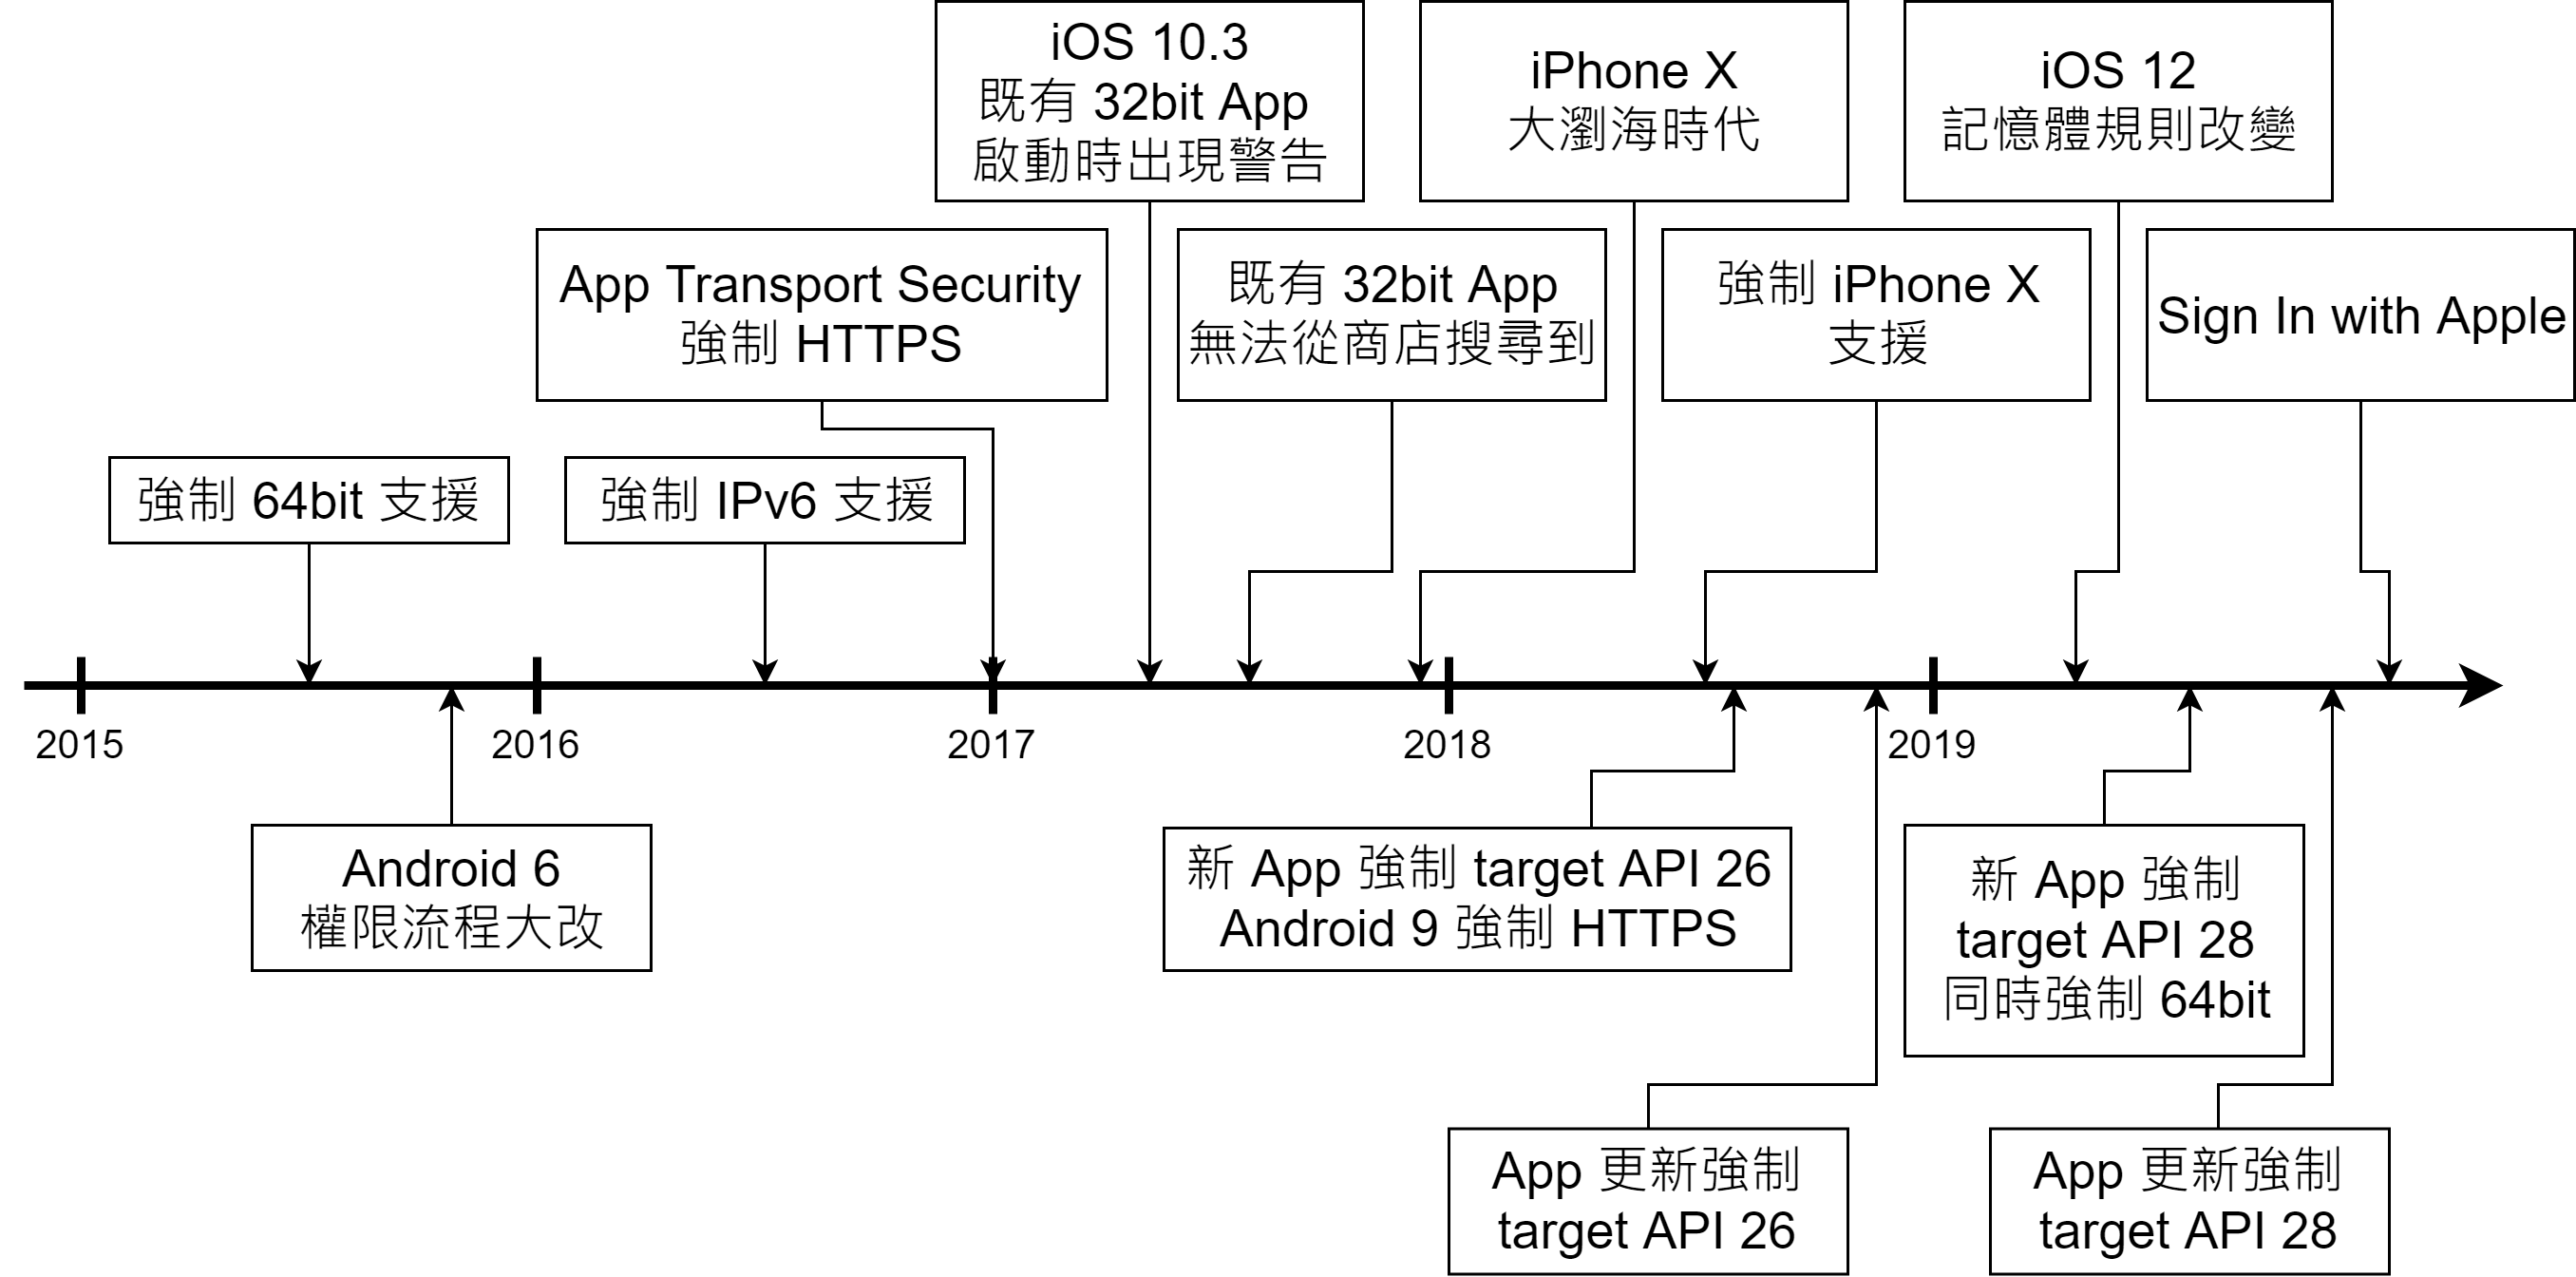 iOS 10.3
既有 32bit App
啟動時出現警告
iPhone X
大瀏海時代
iOS 12
記憶體規則改變
App Transport Security
強制 HTTPS
既有 32bit App
無法從商店搜尋到
強制 iPhone X
支援
Sign In with Apple
強制 64bit 支援
強制 IPv6 支援
2015
2016
2017
2018
2019
Android 6
權限流程大改
新 App 強制 target API 26
Android 9 強制 HTTPS
新 App 強制
target API 28
同時強制 64bit
App 更新強制
target API 26
App 更新強制
target API 28